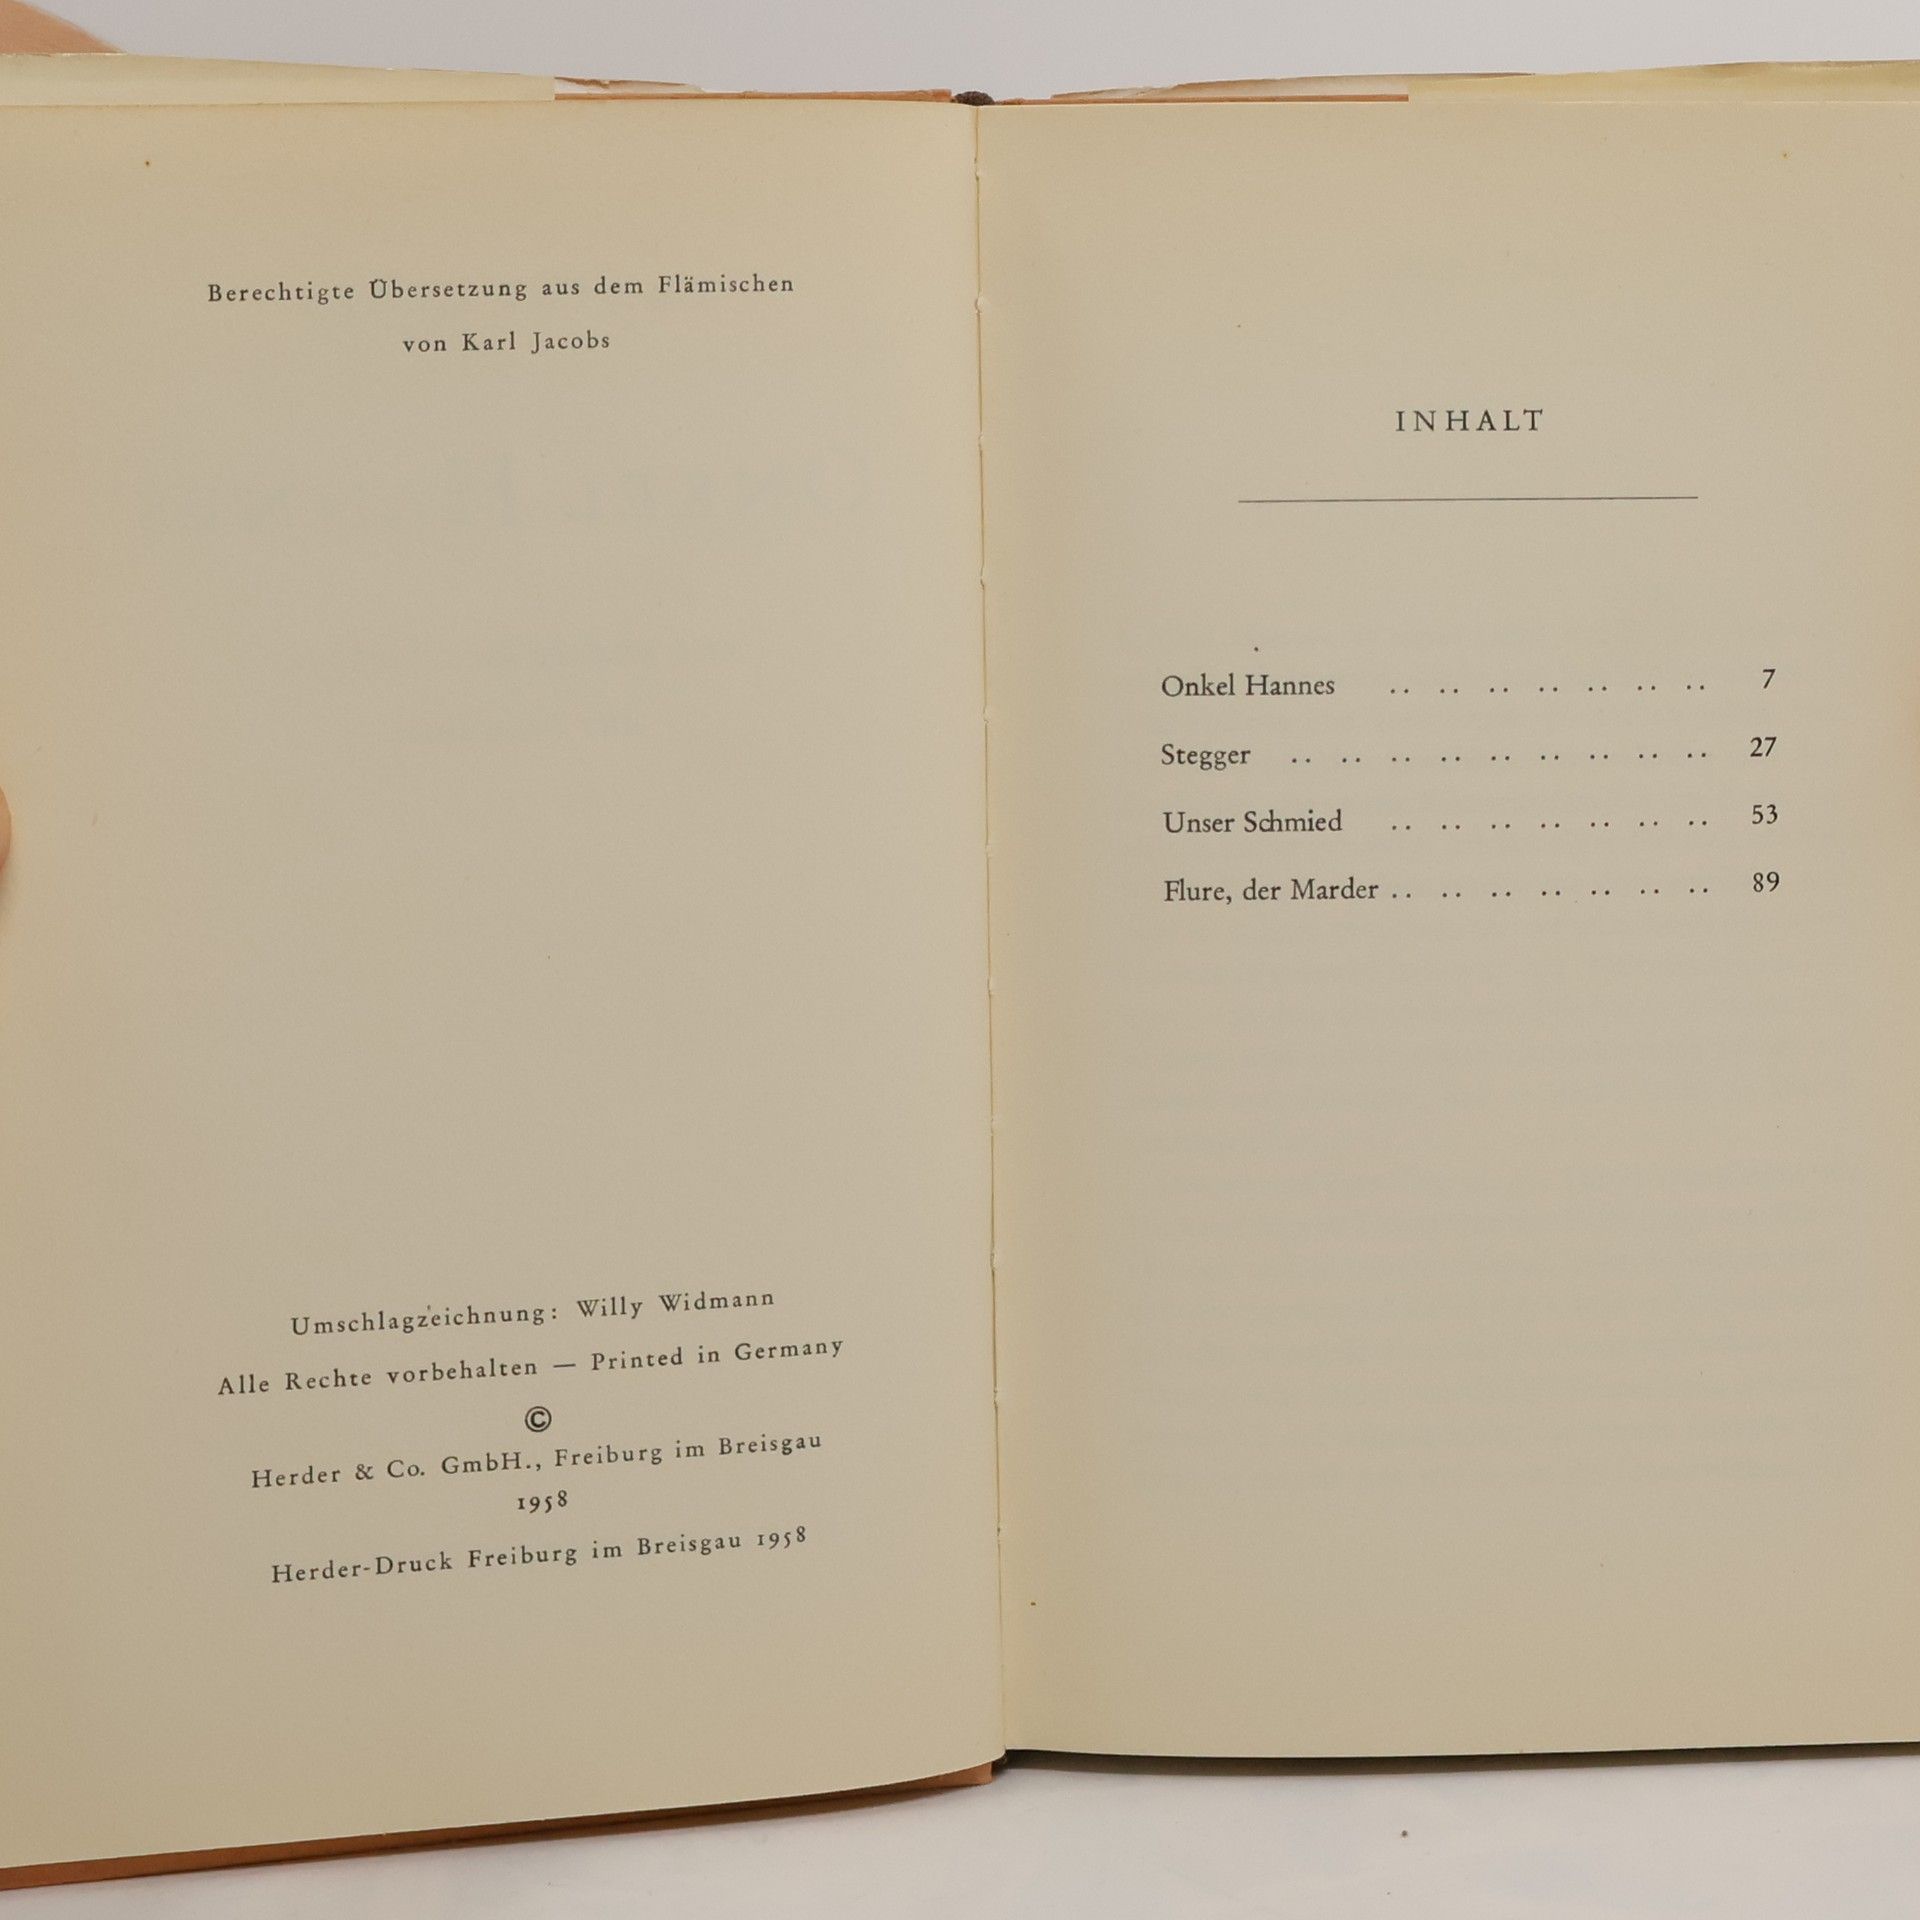 Berechtigte Übersetzung aus dem Flämischen
von Karl Jacobs
Umschlagzeichnung: Willy Widmann
Alle Rechte vorbehalten — Printed in Germany
©
Herder & Co. GmbH., Freiburg im Breisgau
1958
Herder-Druck Freiburg im Breisgau 1958
INHALT
Onkel Hannes .. .. .. .. .. .. .. 7
Stegger .. .. .. .. .. .. .. .. .. 27
Unser Schmied .. .. .. .. .. .. .. 53
Flure, der Marder .. .. .. .. .. .. .. 89